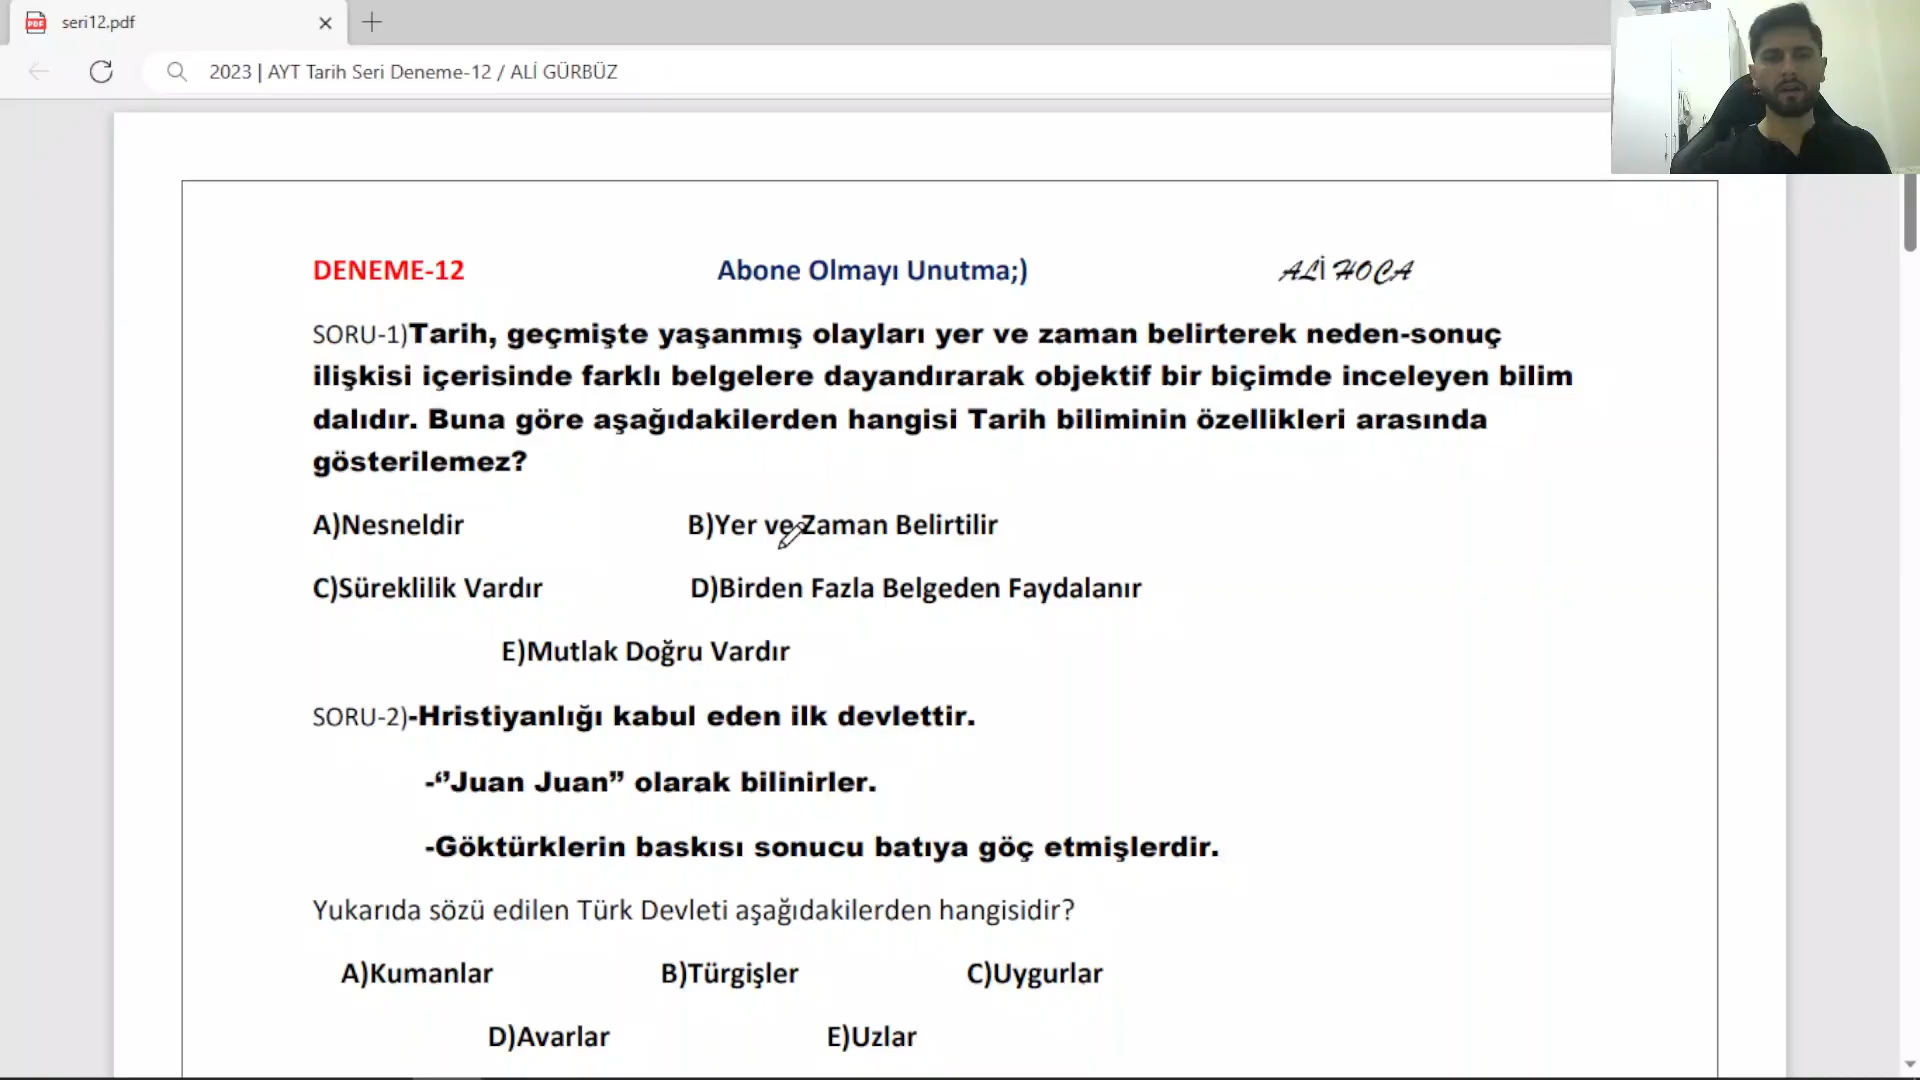 seri12.pdf
2023 | AYT Tarih Seri Deneme-12 / ALİ GÜRBÜZ
DENEME-12 Abone Olmayı Unutma;) ALİ HOCA
SORU-1)Tarih, geçmişte yaşanmış olayları yer ve zaman belirterek neden-sonuç
ilişkisi içerisinde farklı belgelere dayandırarak objektif bir biçimde inceleyen bilim
dalıdır. Buna göre aşağıdakilerden hangisi Tarih biliminin özellikleri arasında
gösterilemez?
A)Nesneldir B)Yer ve Zaman Belirtilir
C)Süreklilik Vardır D)Birden Fazla Belgeden Faydalanır
E)Mutlak Doğru Vardır
SORU-2)-Hristiyanlığı kabul eden ilk devlettir.
-‘’Juan Juan” olarak bilinirler.
-Göktürklerin baskısı sonucu batıya göç etmişlerdir.
Yukarıda sözü edilen Türk Devleti aşağıdakilerden hangisidir?
A)Kumanlar B)Türgişler C)Uygurlar
D)Avarlar E)Uzlar